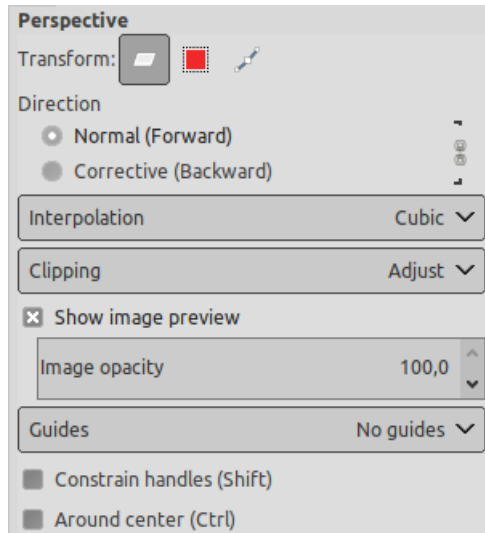 Perspective
Transform:
Direction
Normal (Forward)
Corrective (Backward)
Interpolation Cubic
Clipping Adjust
Show image preview
Image opacity 100,0
Guides No guides
Constrain handles (Shift)
Around center (Ctrl)